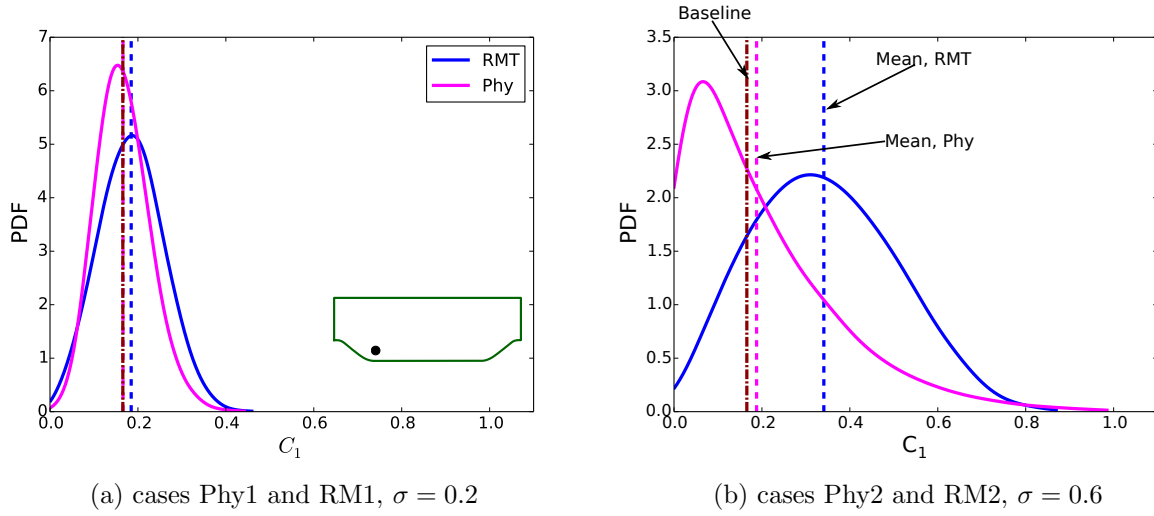 7
6
5
4
3
2
1
0
PDF
0.0
0.2
0.4
0.6
0.8
1.0
C₁
RMT
Phy
(a) cases Phy1 and RM1, σ = 0.2
Baseline
Mean, RMT
Mean, Phy
3.5
3.0
2.5
2.0
1.5
1.0
0.5
0.0
PDF
0.0
0.2
0.4
0.6
0.8
1.0
C₁
(b) cases Phy2 and RM2, σ = 0.6